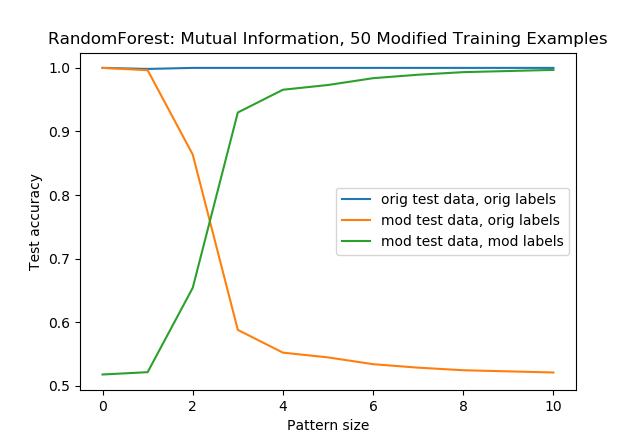 RandomForest: Mutual Information, 50 Modified Training Examples
1.0
0.9
0.8
0.7
0.6
0.5
Test accuracy
orig test data, orig labels
mod test data, orig labels
mod test data, mod labels
0 2 4 6 8 10
Pattern size